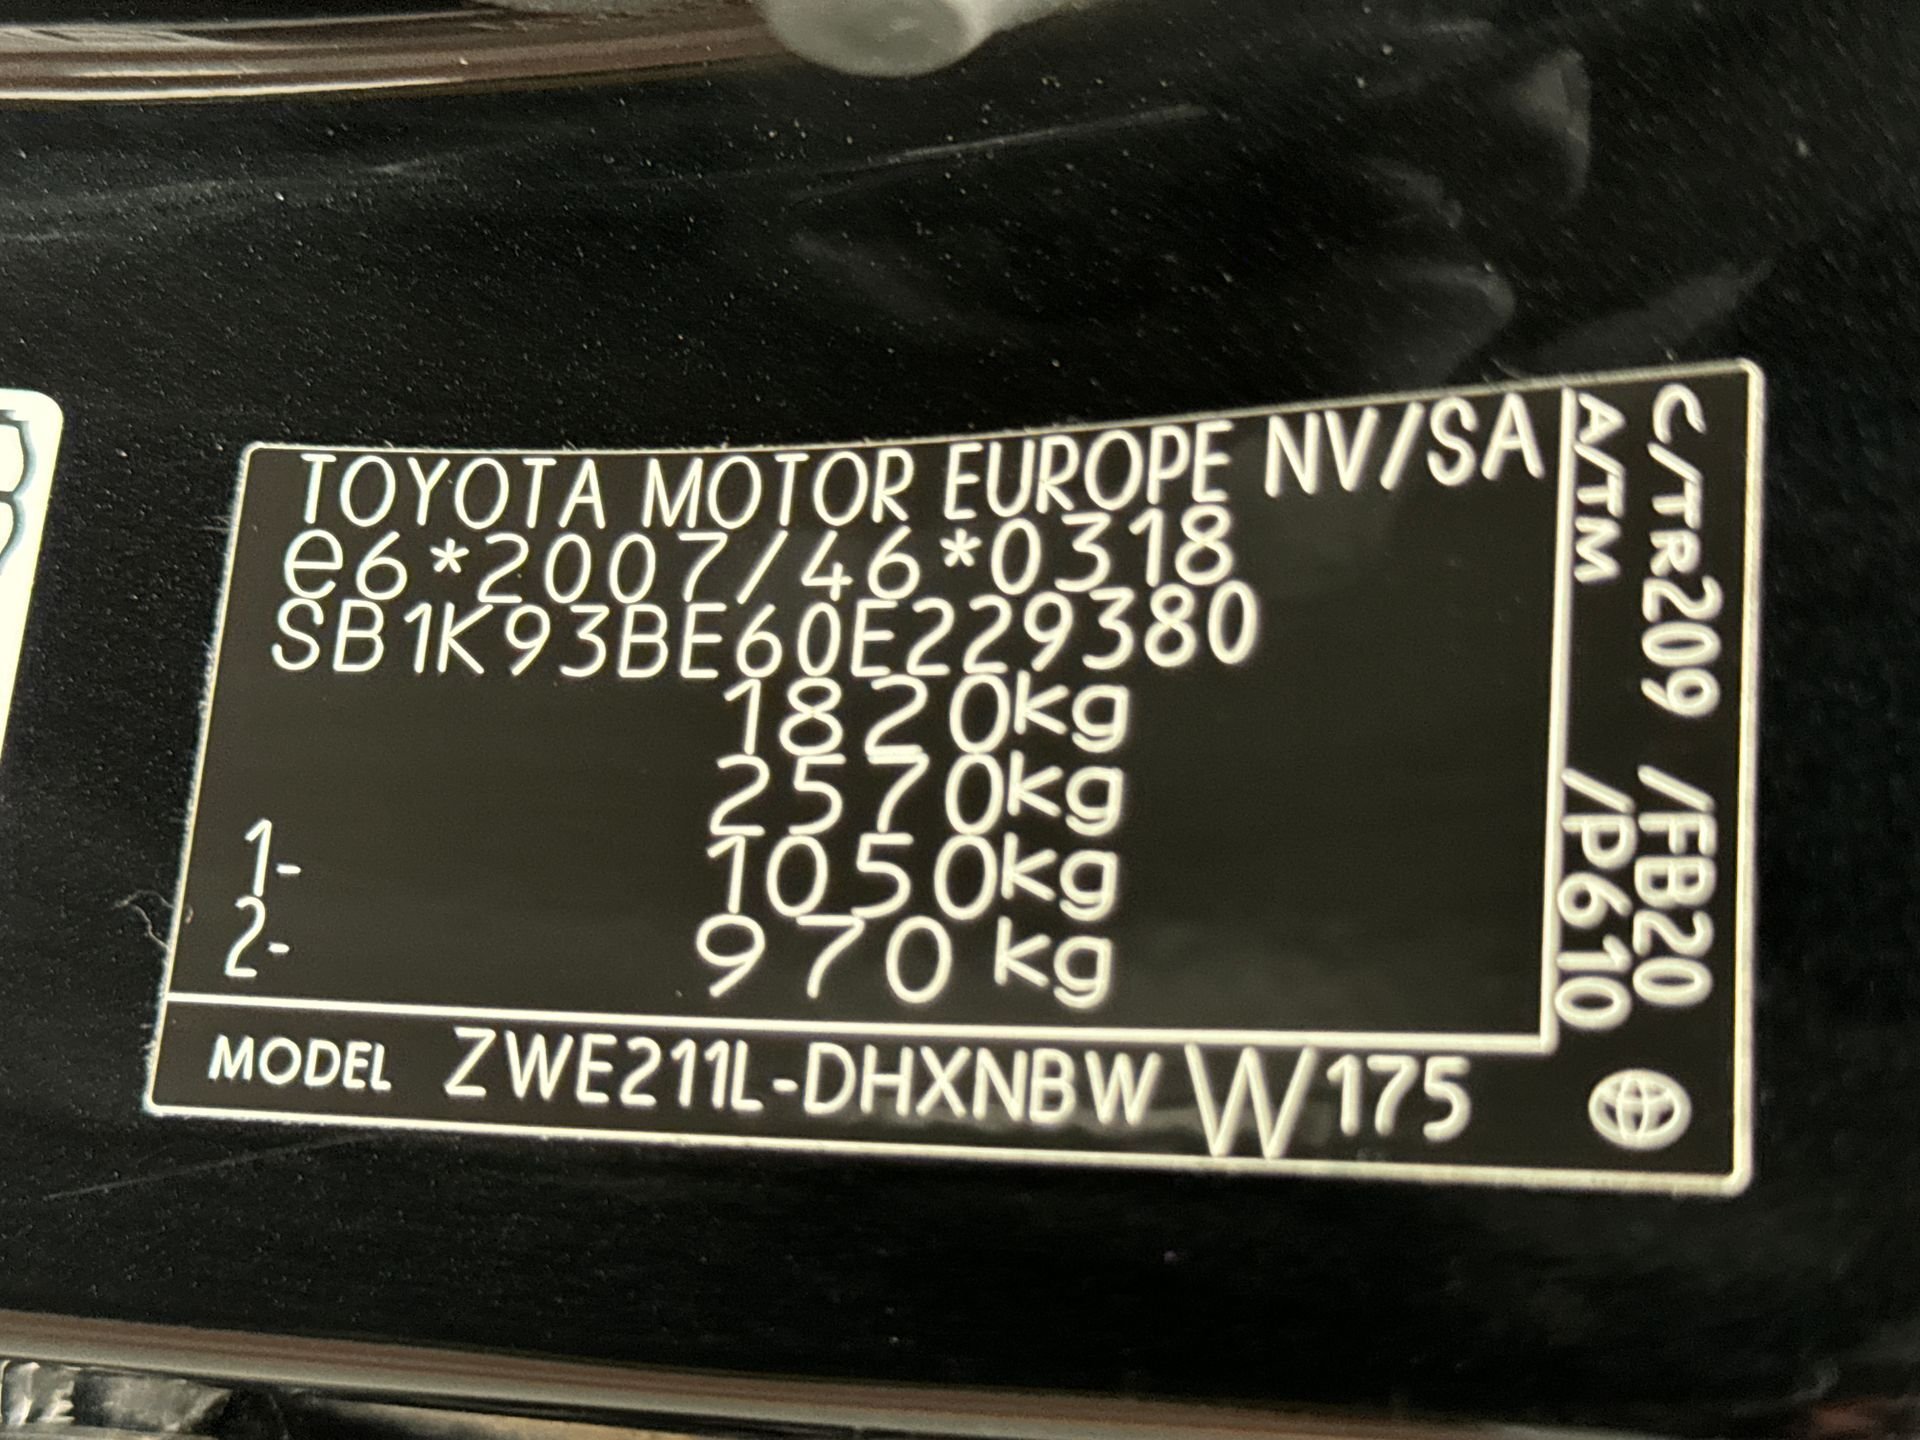 TOYOTA MOTOR EUROPE NV/SA
e6*2007/46*0318
SB1K93BE60E229380
1820kg
2570kg
1- 1050kg
2- 970 kg
MODEL ZWE211L-DHXNBW W175
C/TR209 /FB20
A/TM /P610